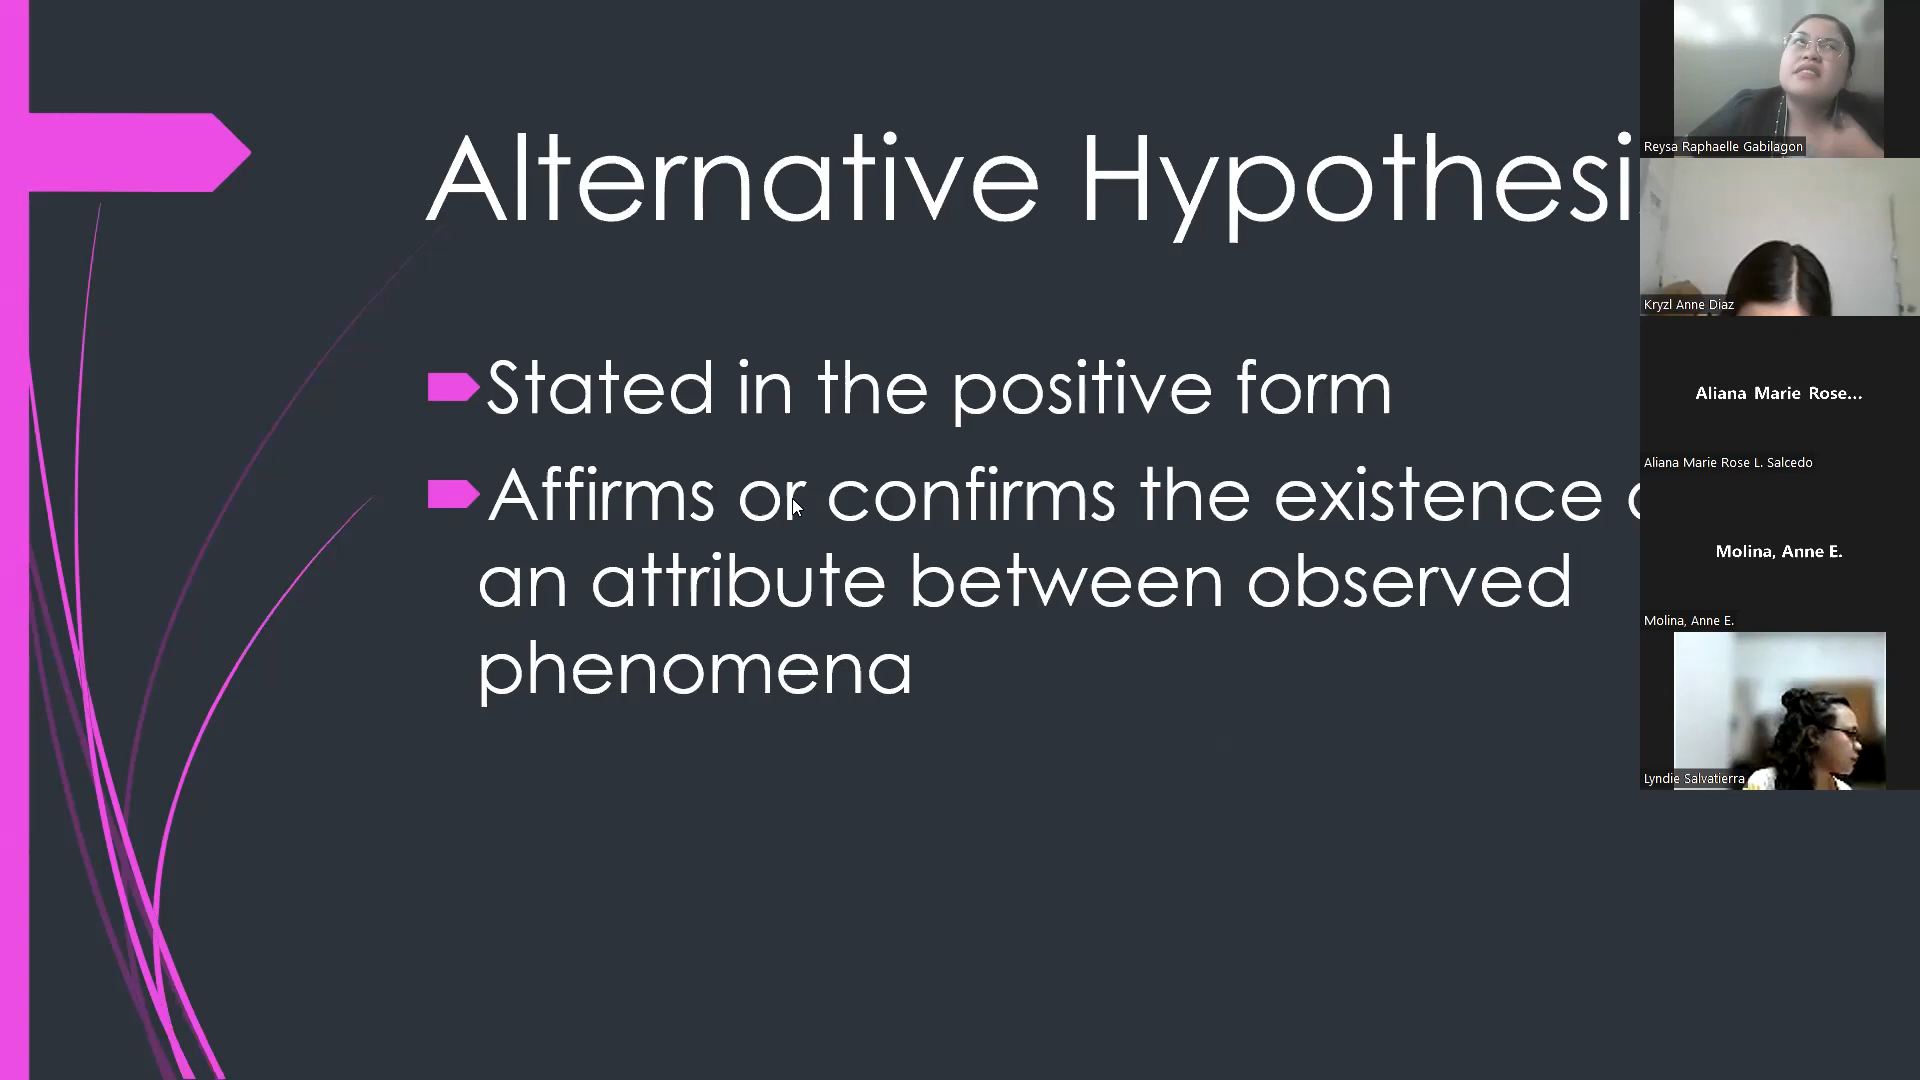 Alternative Hypothesi
Stated in the positive form
Affirms or confirms the existence
an attribute between observed
phenomena
Reysa Raphaelle Gabilagon
Kryzl Anne Diaz
Aliana Marie Rose...
Aliana Marie Rose L. Salcedo
Molina, Anne E.
Molina, Anne E.
Lyndie Salvatierra